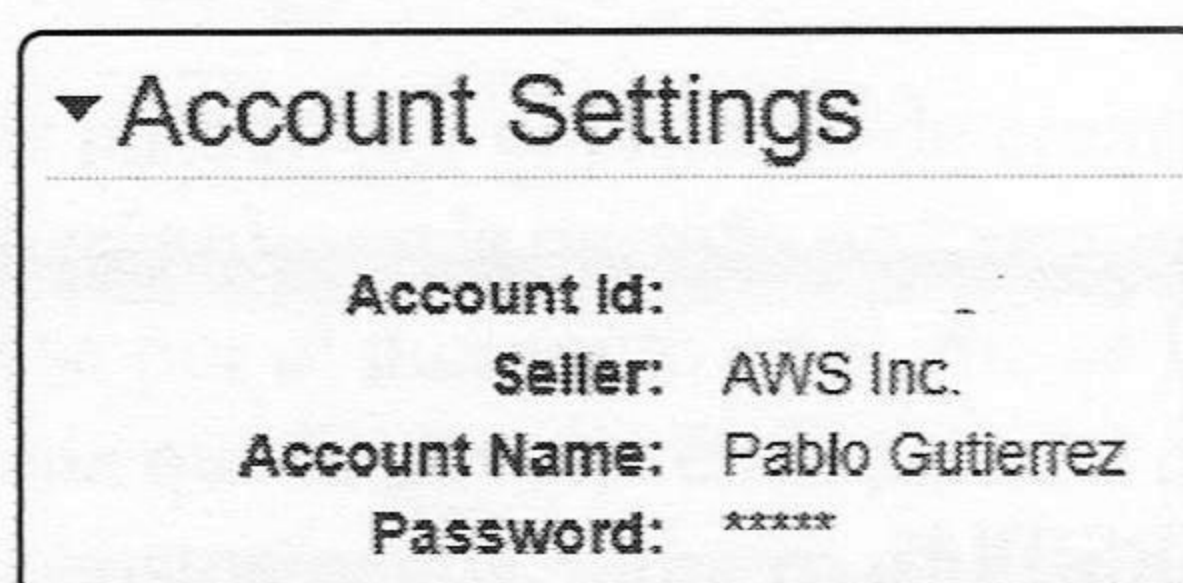 Account Settings
Account Id:
Seller: AWS Inc.
Account Name: Pablo Gutierrez
Password: *****